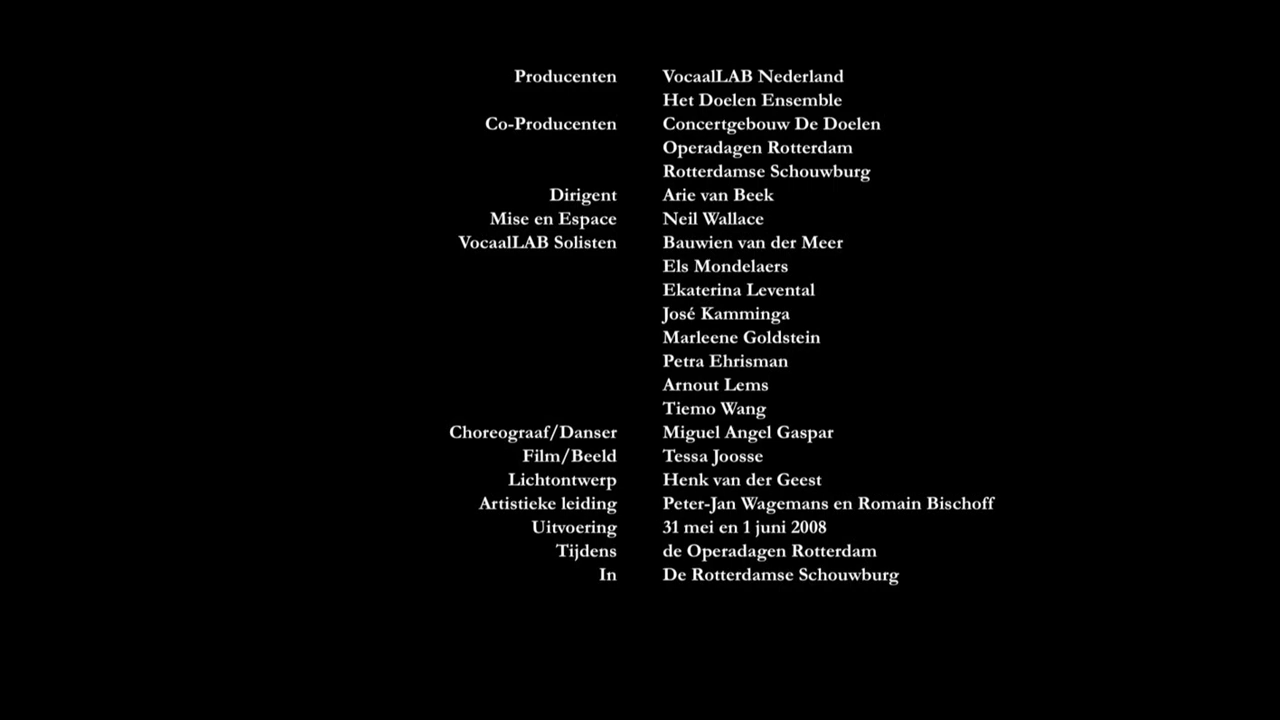 Producenten VocaalLAB Nederland
Het Doelen Ensemble
Co-Producenten Concertgebouw De Doelen
Operadagen Rotterdam
Rotterdamse Schouwburg
Dirigent Arie van Beek
Mise en Espace Neil Wallace
VocaalLAB Solisten Bauwien van der Meer
Els Mondelaers
Ekaterina Levental
José Kamminga
Marleene Goldstein
Petra Ehrisman
Arnout Lems
Tiemo Wang
Choreograaf/Danser Miguel Angel Gaspar
Film/Beeld Tessa Joosse
Lichtontwerp Henk van der Geest
Artistieke leiding Peter-Jan Wagemans en Romain Bischoff
Uitvoering 31 mei en 1 juni 2008
Tijdens de Operadagen Rotterdam
In De Rotterdamse Schouwburg